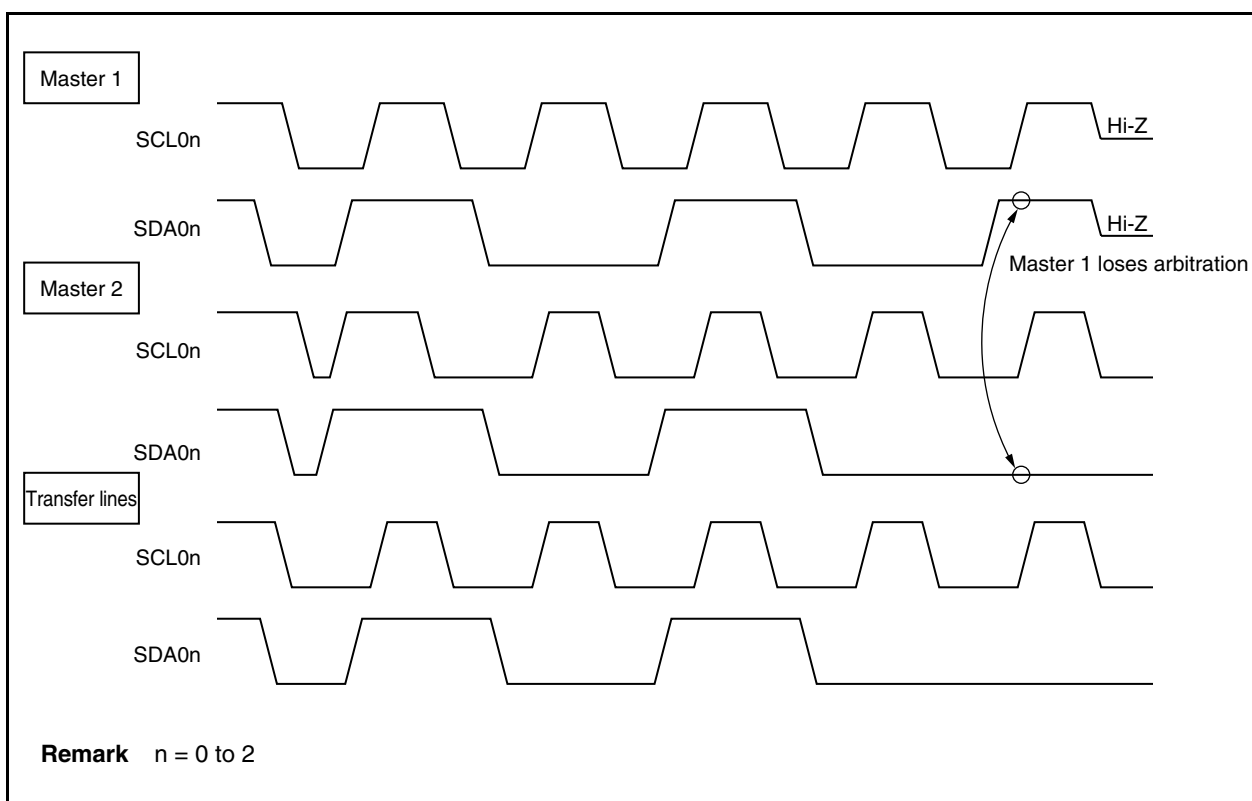 Master 1
SCL0n
Hi-Z
SDA0n
Hi-Z
Master 1 loses arbitration
Master 2
SCL0n
SDA0n
Transfer lines
SCL0n
SDA0n
Remark n = 0 to 2